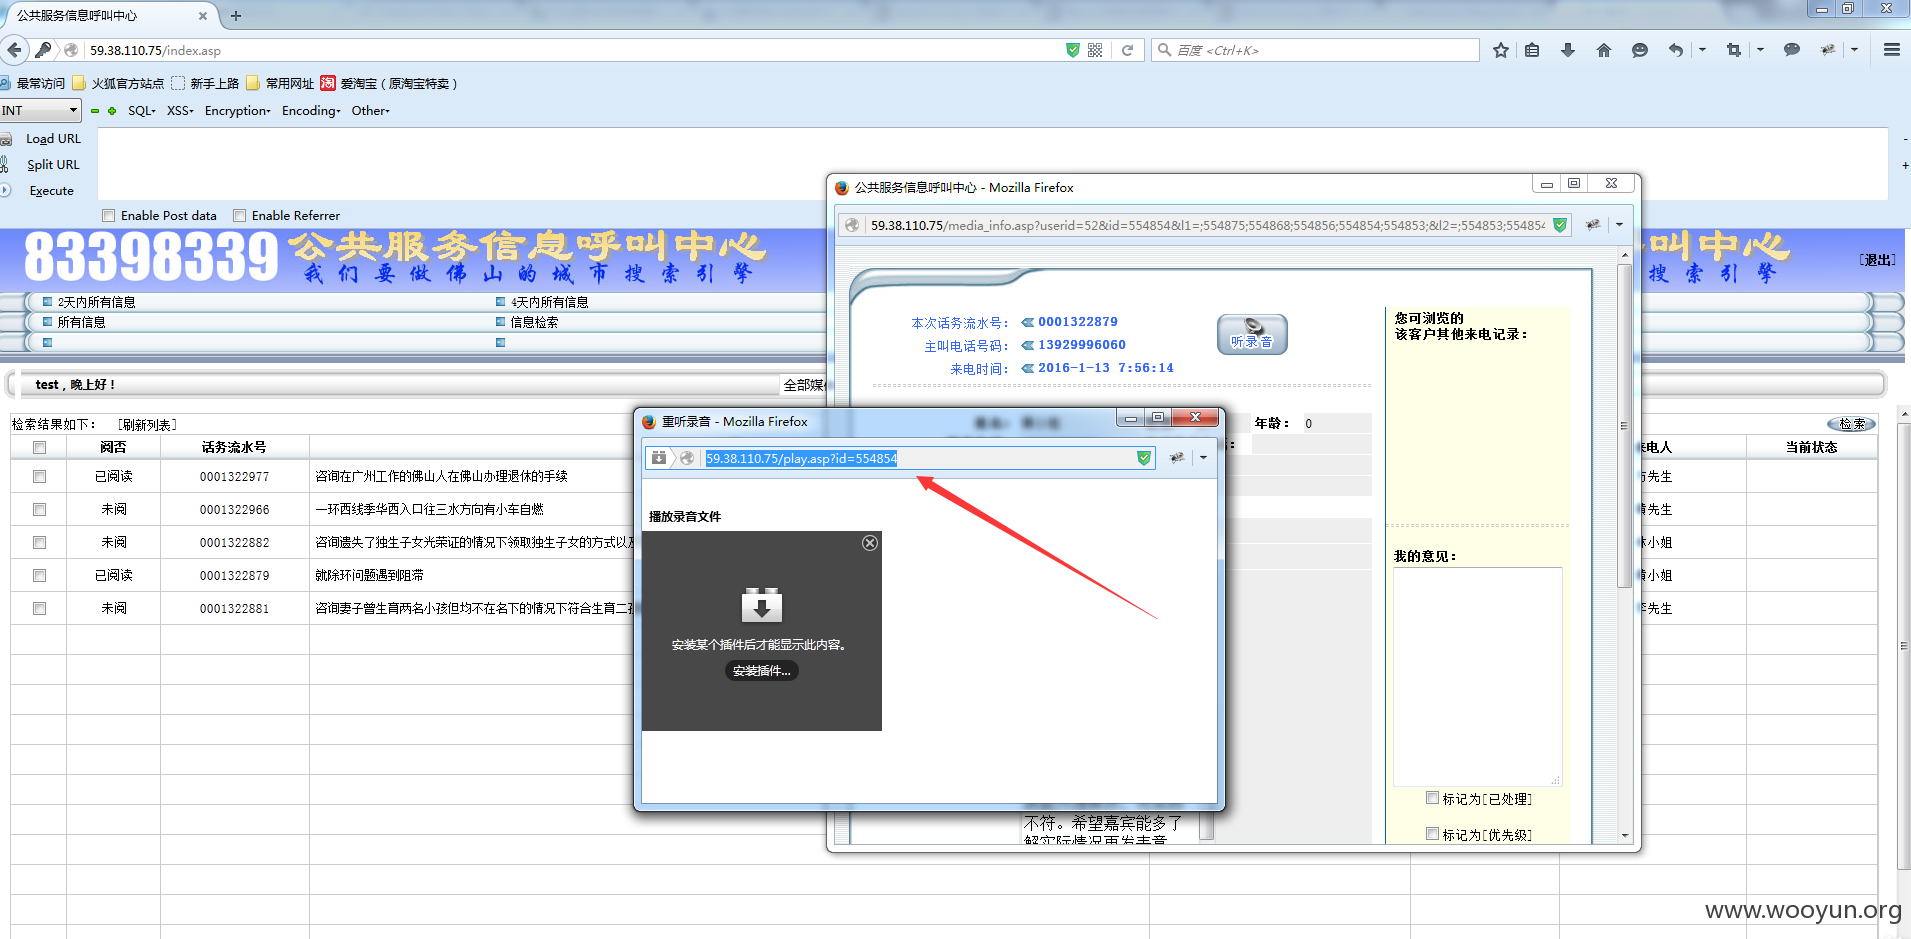 公共服务信息呼叫中心
59.38.110.75/index.asp
百度 <Ctrl+K>
最常访问 火狐官方站点 新手上路 常用网址 淘 爱淘宝（原淘宝特卖）
INT SQL- XSS- Encryption- Encoding- Other-
Load URL
Split URL
Execute
Enable Post data Enable Referrer
83398339 公共服务信息呼叫中心
我们要做佛山的城市搜索引擎
叫中心
搜索引擎
[退出]
2天内所有信息 4天内所有信息
所有信息 信息检索
test，晚上好！ 全部媒
检索结果如下： [刷新列表] 检索
阅否 话务流水号 来电人 当前状态
已阅读 0001322977 咨询在广州工作的佛山人在佛山办理退休的手续 先生
未阅 0001322966 一环西线季华西入口往三水方向有小车自燃 先生
未阅 0001322882 咨询遗失了独生子女光荣证的情况下领取独生子女的方式以及 小姐
已阅读 0001322879 就除环问题遇到阻滞 小姐
未阅 0001322881 咨询妻子曾生育两名小孩但均不在名下的情况下符合生育二孩 先生
公共服务信息呼叫中心 - Mozilla Firefox
59.38.110.75/media_info.asp?userid=52&id=554854&l1=;554875;554868;554856;554854;554853;&l2=;554853;554854
本次话务流水号： 0001322879
主叫电话号码： 13929996060
来电时间： 2016-1-13 7:56:14
听录音
年龄： 0
您可浏览的
该客户其他来电记录：
我的意见：
标记为[已处理]
标记为[优先级]
不符。希望嘉宾能多了
解实际情况再发表意
重听录音 - Mozilla Firefox
59.38.110.75/play.asp?id=554854
播放录音文件
安装某个插件后才能显示此内容。
安装插件...
www.wooyun.org